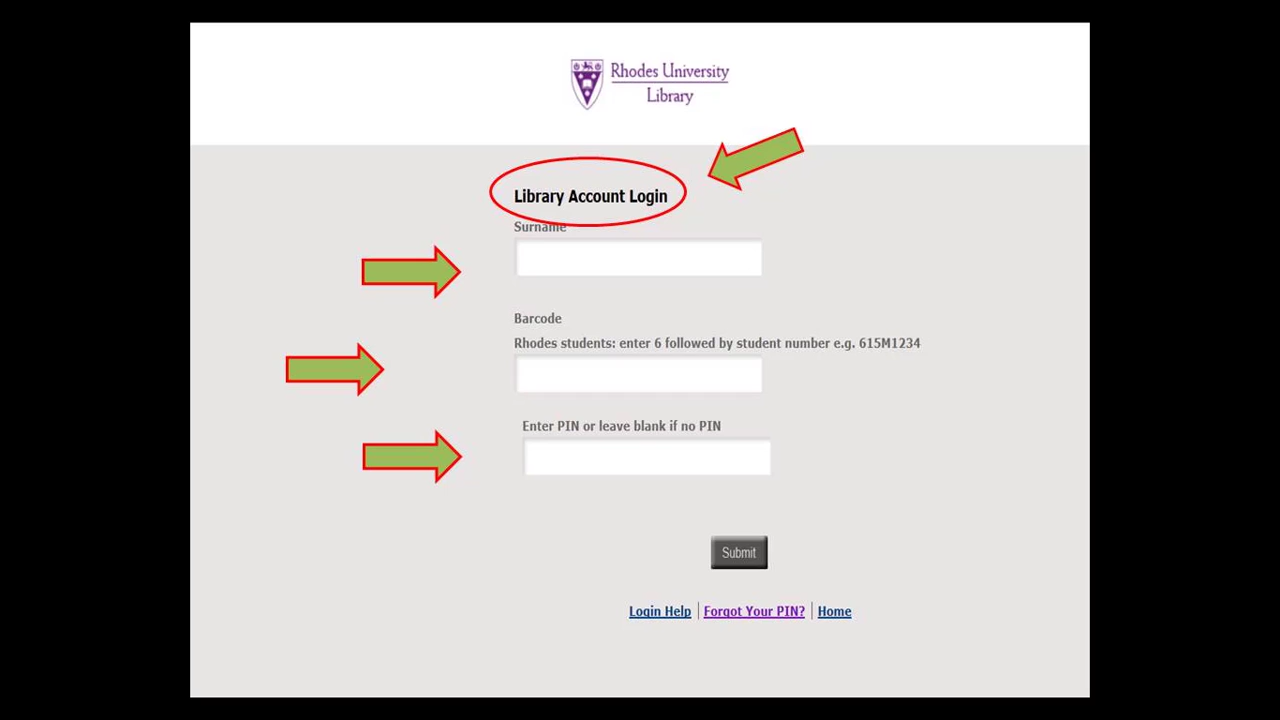 Rhodes University
Library
Library Account Login
Surname
Barcode
Rhodes students: enter 6 followed by student number e.g. 615M1234
Enter PIN or leave blank if no PIN
Submit
Login Help | Forgot Your PIN? | Home